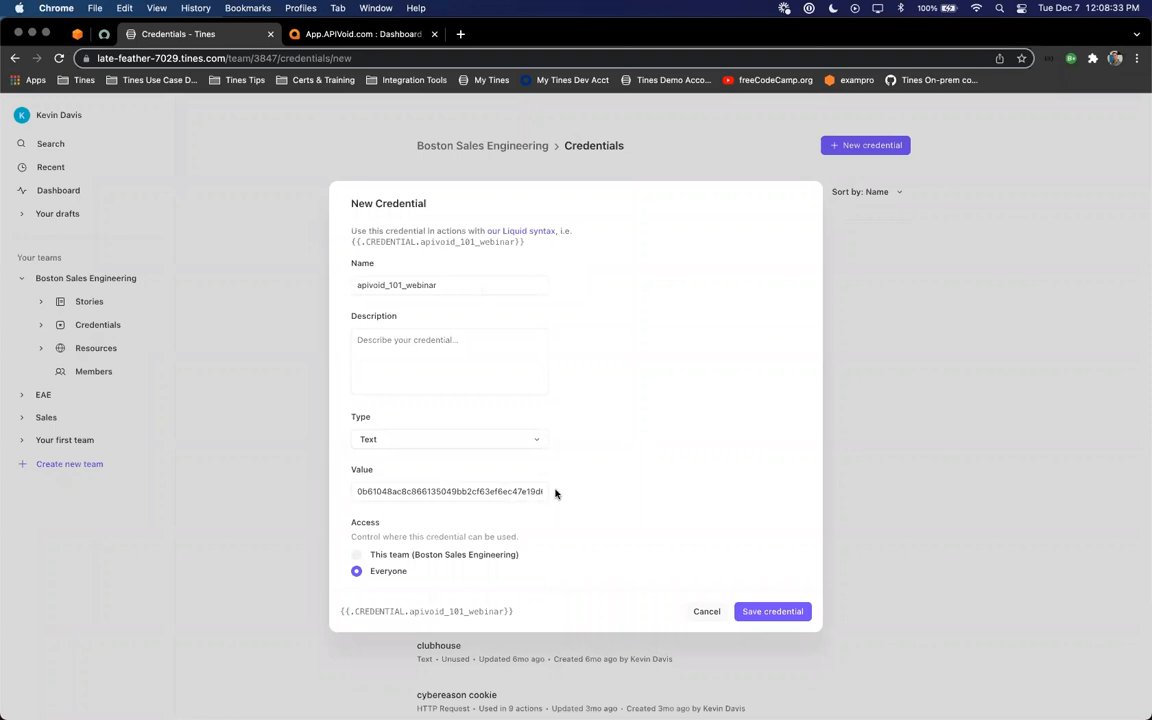 Chrome File Edit View History Bookmarks Profiles Tab Window Help
100% Tue Dec 7 12:08:33 PM
Credentials - Tines
App.APIVoid.com : Dashboard
late-feather-7029.tines.com/team/3847/credentials/new
Apps Tines Tines Use Case D... Tines Tips Certs & Training Integration Tools My Tines My Tines Dev Acct Tines Demo Acco... freeCodeCamp.org exampro Tines On-prem co...
K Kevin Davis
Search
Recent
Dashboard
Your drafts
Your teams
Boston Sales Engineering
Stories
Credentials
Resources
Members
EAE
Sales
Your first team
Create new team
Boston Sales Engineering > Credentials
+ New credential
Sort by: Name
New Credential
Use this credential in actions with our Liquid syntax, i.e.
{{.CREDENTIAL.apivoid_101_webinar}}
Name
apivoid_101_webinar
Description
Describe your credential...
Type
Text
Value
0b61048ac8c866135049bb2cf63ef6ec47e19d
Access
Control where this credential can be used.
This team (Boston Sales Engineering)
Everyone
{{.CREDENTIAL.apivoid_101_webinar}}
Cancel
Save credential
clubhouse
Text • Unused • Updated 6mo ago • Created 6mo ago by Kevin Davis
cybereason cookie
HTTP Request • Used in 9 actions • Updated 3mo ago • Created 3mo ago by Kevin Davis